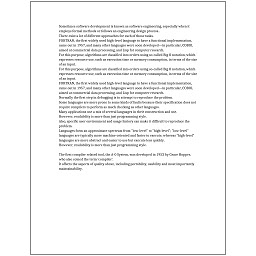 Sometimes software development is known as software engineering, especially when it
employs formal methods or follows an engineering design process.
There exist a lot of different approaches for each of those tasks.
FORTRAN, the first widely used high-level language to have a functional implementation,
came out in 1957, and many other languages were soon developed—in particular, COBOL
aimed at commercial data processing, and Lisp for computer research.
For this purpose, algorithms are classified into orders using so-called Big O notation, which
expresses resource use, such as execution time or memory consumption, in terms of the size
of an input.
For this purpose, algorithms are classified into orders using so-called Big O notation, which
expresses resource use, such as execution time or memory consumption, in terms of the size
of an input.
FORTRAN, the first widely used high-level language to have a functional implementation,
came out in 1957, and many other languages were soon developed—in particular, COBOL
aimed at commercial data processing, and Lisp for computer research.
Normally the first step in debugging is to attempt to reproduce the problem.
Some languages are more prone to some kinds of faults because their specification does not
require compilers to perform as much checking as other languages.
Many applications use a mix of several languages in their construction and use.
However, readability is more than just programming style.
Also, specific user environment and usage history can make it difficult to reproduce the
problem.
Languages form an approximate spectrum from "low-level" to "high-level"; "low-level"
languages are typically more machine-oriented and faster to execute, whereas "high-level"
languages are more abstract and easier to use but execute less quickly.
However, readability is more than just programming style.
The first compiler related tool, the A-0 System, was developed in 1952 by Grace Hopper,
who also coined the term 'compiler'.
It affects the aspects of quality above, including portability, usability and most importantly
maintainability.